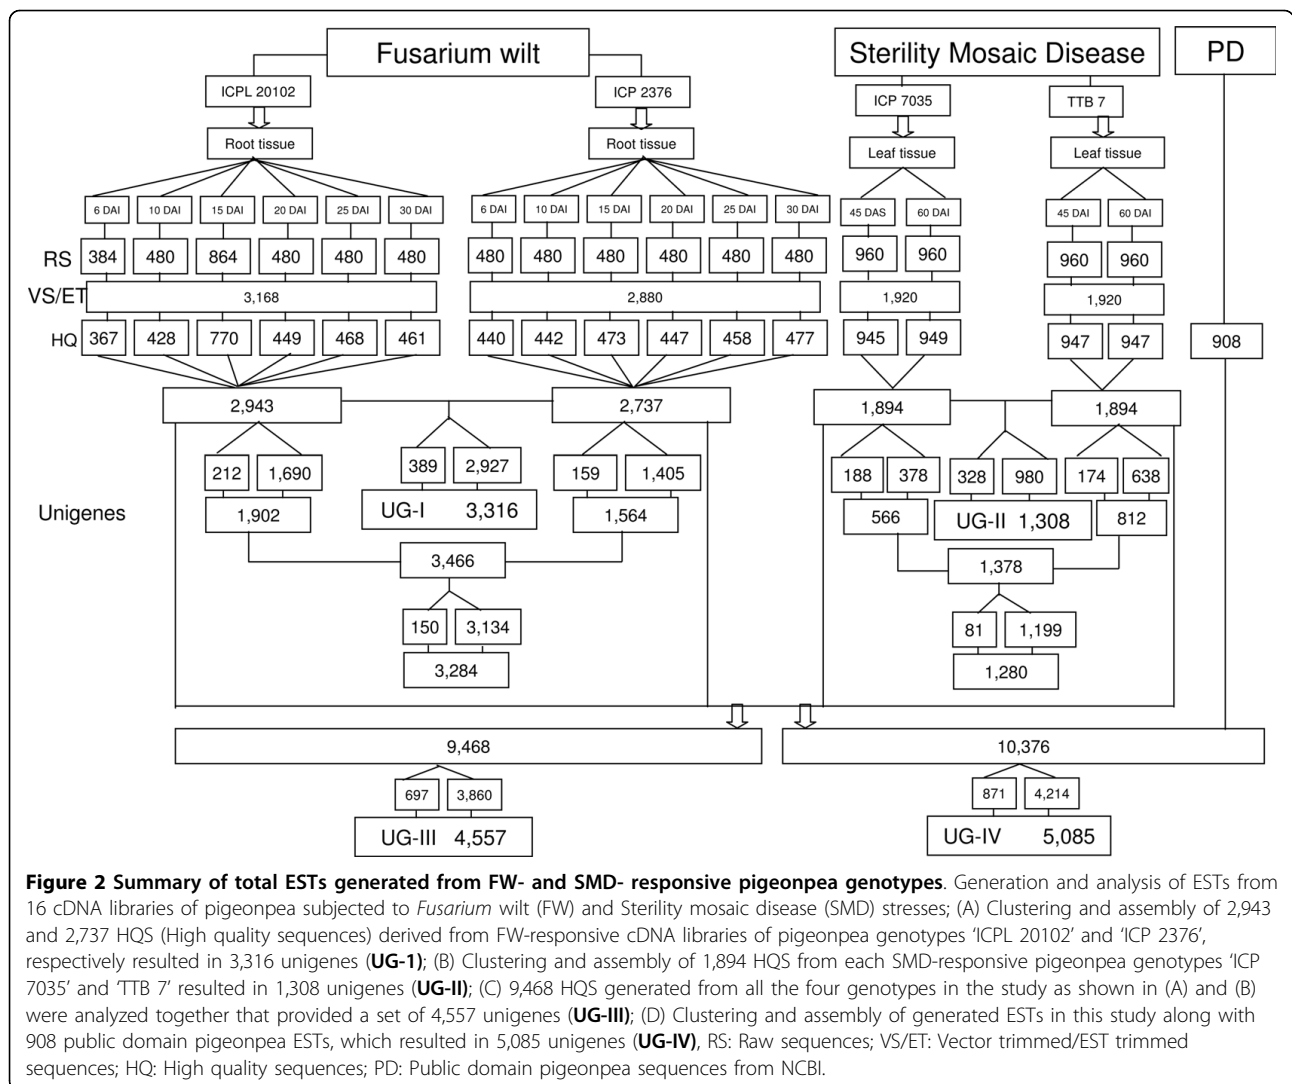 Fusarium wilt Sterility Mosaic Disease PD
ICPL 20102 ICP 2376 ICP 7035 TTB 7
Root tissue Root tissue Leaf tissue Leaf tissue
6 DAI 10 DAI 15 DAI 20 DAI 25 DAI 30 DAI 6 DAI 10 DAI 15 DAI 20 DAI 25 DAI 30 DAI 45 DAS 60 DAI 45 DAI 60 DAI
RS 384 480 864 480 480 480 480 480 480 480 480 480 960 960 960 960
VS/ET 3,168 2,880 1,920 1,920
HQ 367 428 770 449 468 461 440 442 473 447 458 477 945 949 947 947 908
2,943 2,737 1,894 1,894
212 1,690 389 2,927 159 1,405 188 378 328 980 174 638
Unigenes 1,902 UG-I 3,316 1,564 566 UG-II 1,308 812
3,466 1,378
150 3,134 81 1,199
3,284 1,280
9,468 10,376
697 3,860 871 4,214
UG-III 4,557 UG-IV 5,085
Figure 2 Summary of total ESTs generated from FW- and SMD- responsive pigeonpea genotypes. Generation and analysis of ESTs from
16 cDNA libraries of pigeonpea subjected to Fusarium wilt (FW) and Sterility mosaic disease (SMD) stresses; (A) Clustering and assembly of 2,943
and 2,737 HQS (High quality sequences) derived from FW-responsive cDNA libraries of pigeonpea genotypes 'ICPL 20102' and 'ICP 2376',
respectively resulted in 3,316 unigenes (UG-1); (B) Clustering and assembly of 1,894 HQS from each SMD-responsive pigeonpea genotypes 'ICP
7035' and 'TTB 7' resulted in 1,308 unigenes (UG-II); (C) 9,468 HQS generated from all the four genotypes in the study as shown in (A) and (B)
were analyzed together that provided a set of 4,557 unigenes (UG-III); (D) Clustering and assembly of generated ESTs in this study along with
908 public domain pigeonpea ESTs, which resulted in 5,085 unigenes (UG-IV), RS: Raw sequences; VS/ET: Vector trimmed/EST trimmed
sequences; HQ: High quality sequences; PD: Public domain pigeonpea sequences from NCBI.